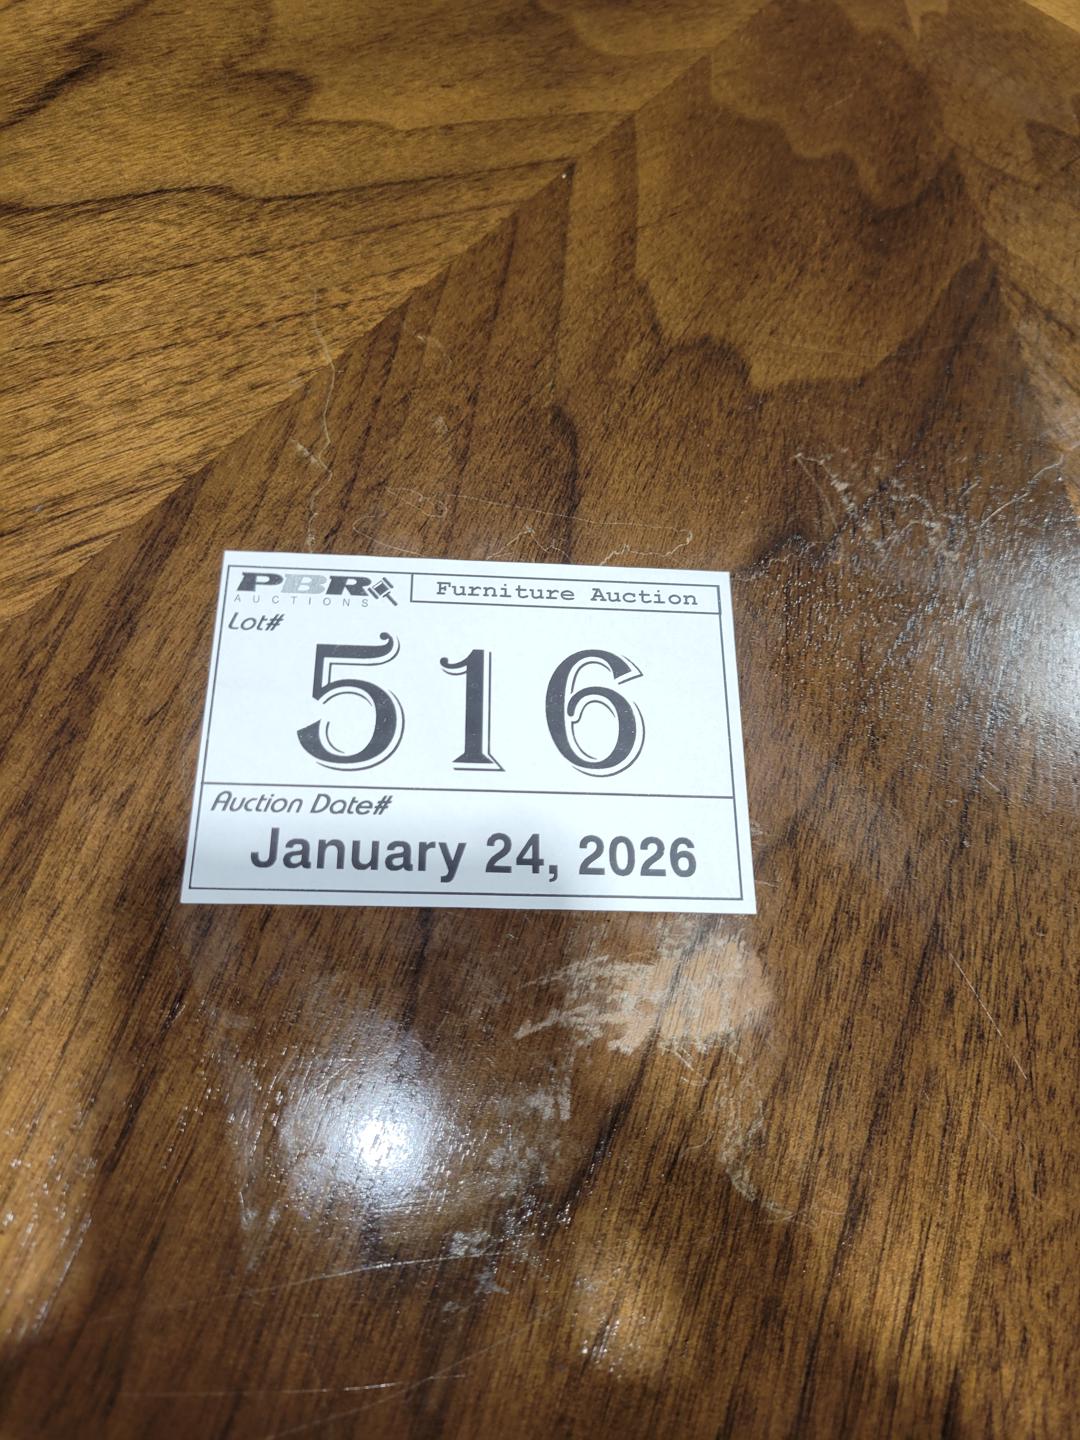 PBR
AUCTIONS
Furniture Auction
Lot#
516
Auction Date#
January 24, 2026